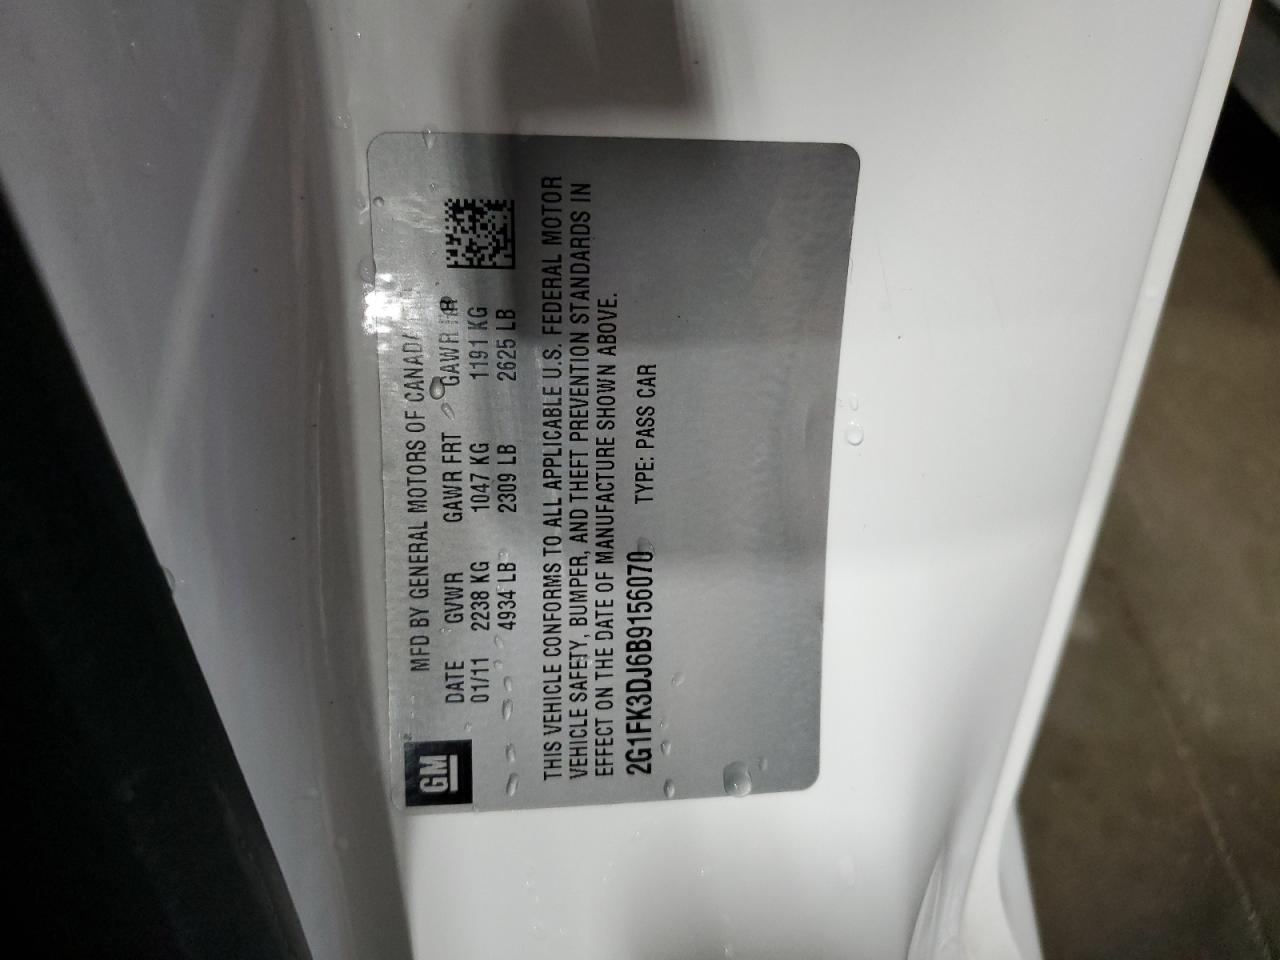 GM
MFD BY GENERAL MOTORS OF CANADA
DATE GVWR GAWR FRT GAWR RR
01/11 2238 KG 1047 KG 1191 KG
4934 LB 2309 LB 2625 LB
THIS VEHICLE CONFORMS TO ALL APPLICABLE U.S. FEDERAL MOTOR
VEHICLE SAFETY, BUMPER, AND THEFT PREVENTION STANDARDS IN
EFFECT ON THE DATE OF MANUFACTURE SHOWN ABOVE.
2G1FK3DJ6B9156070 TYPE: PASS CAR